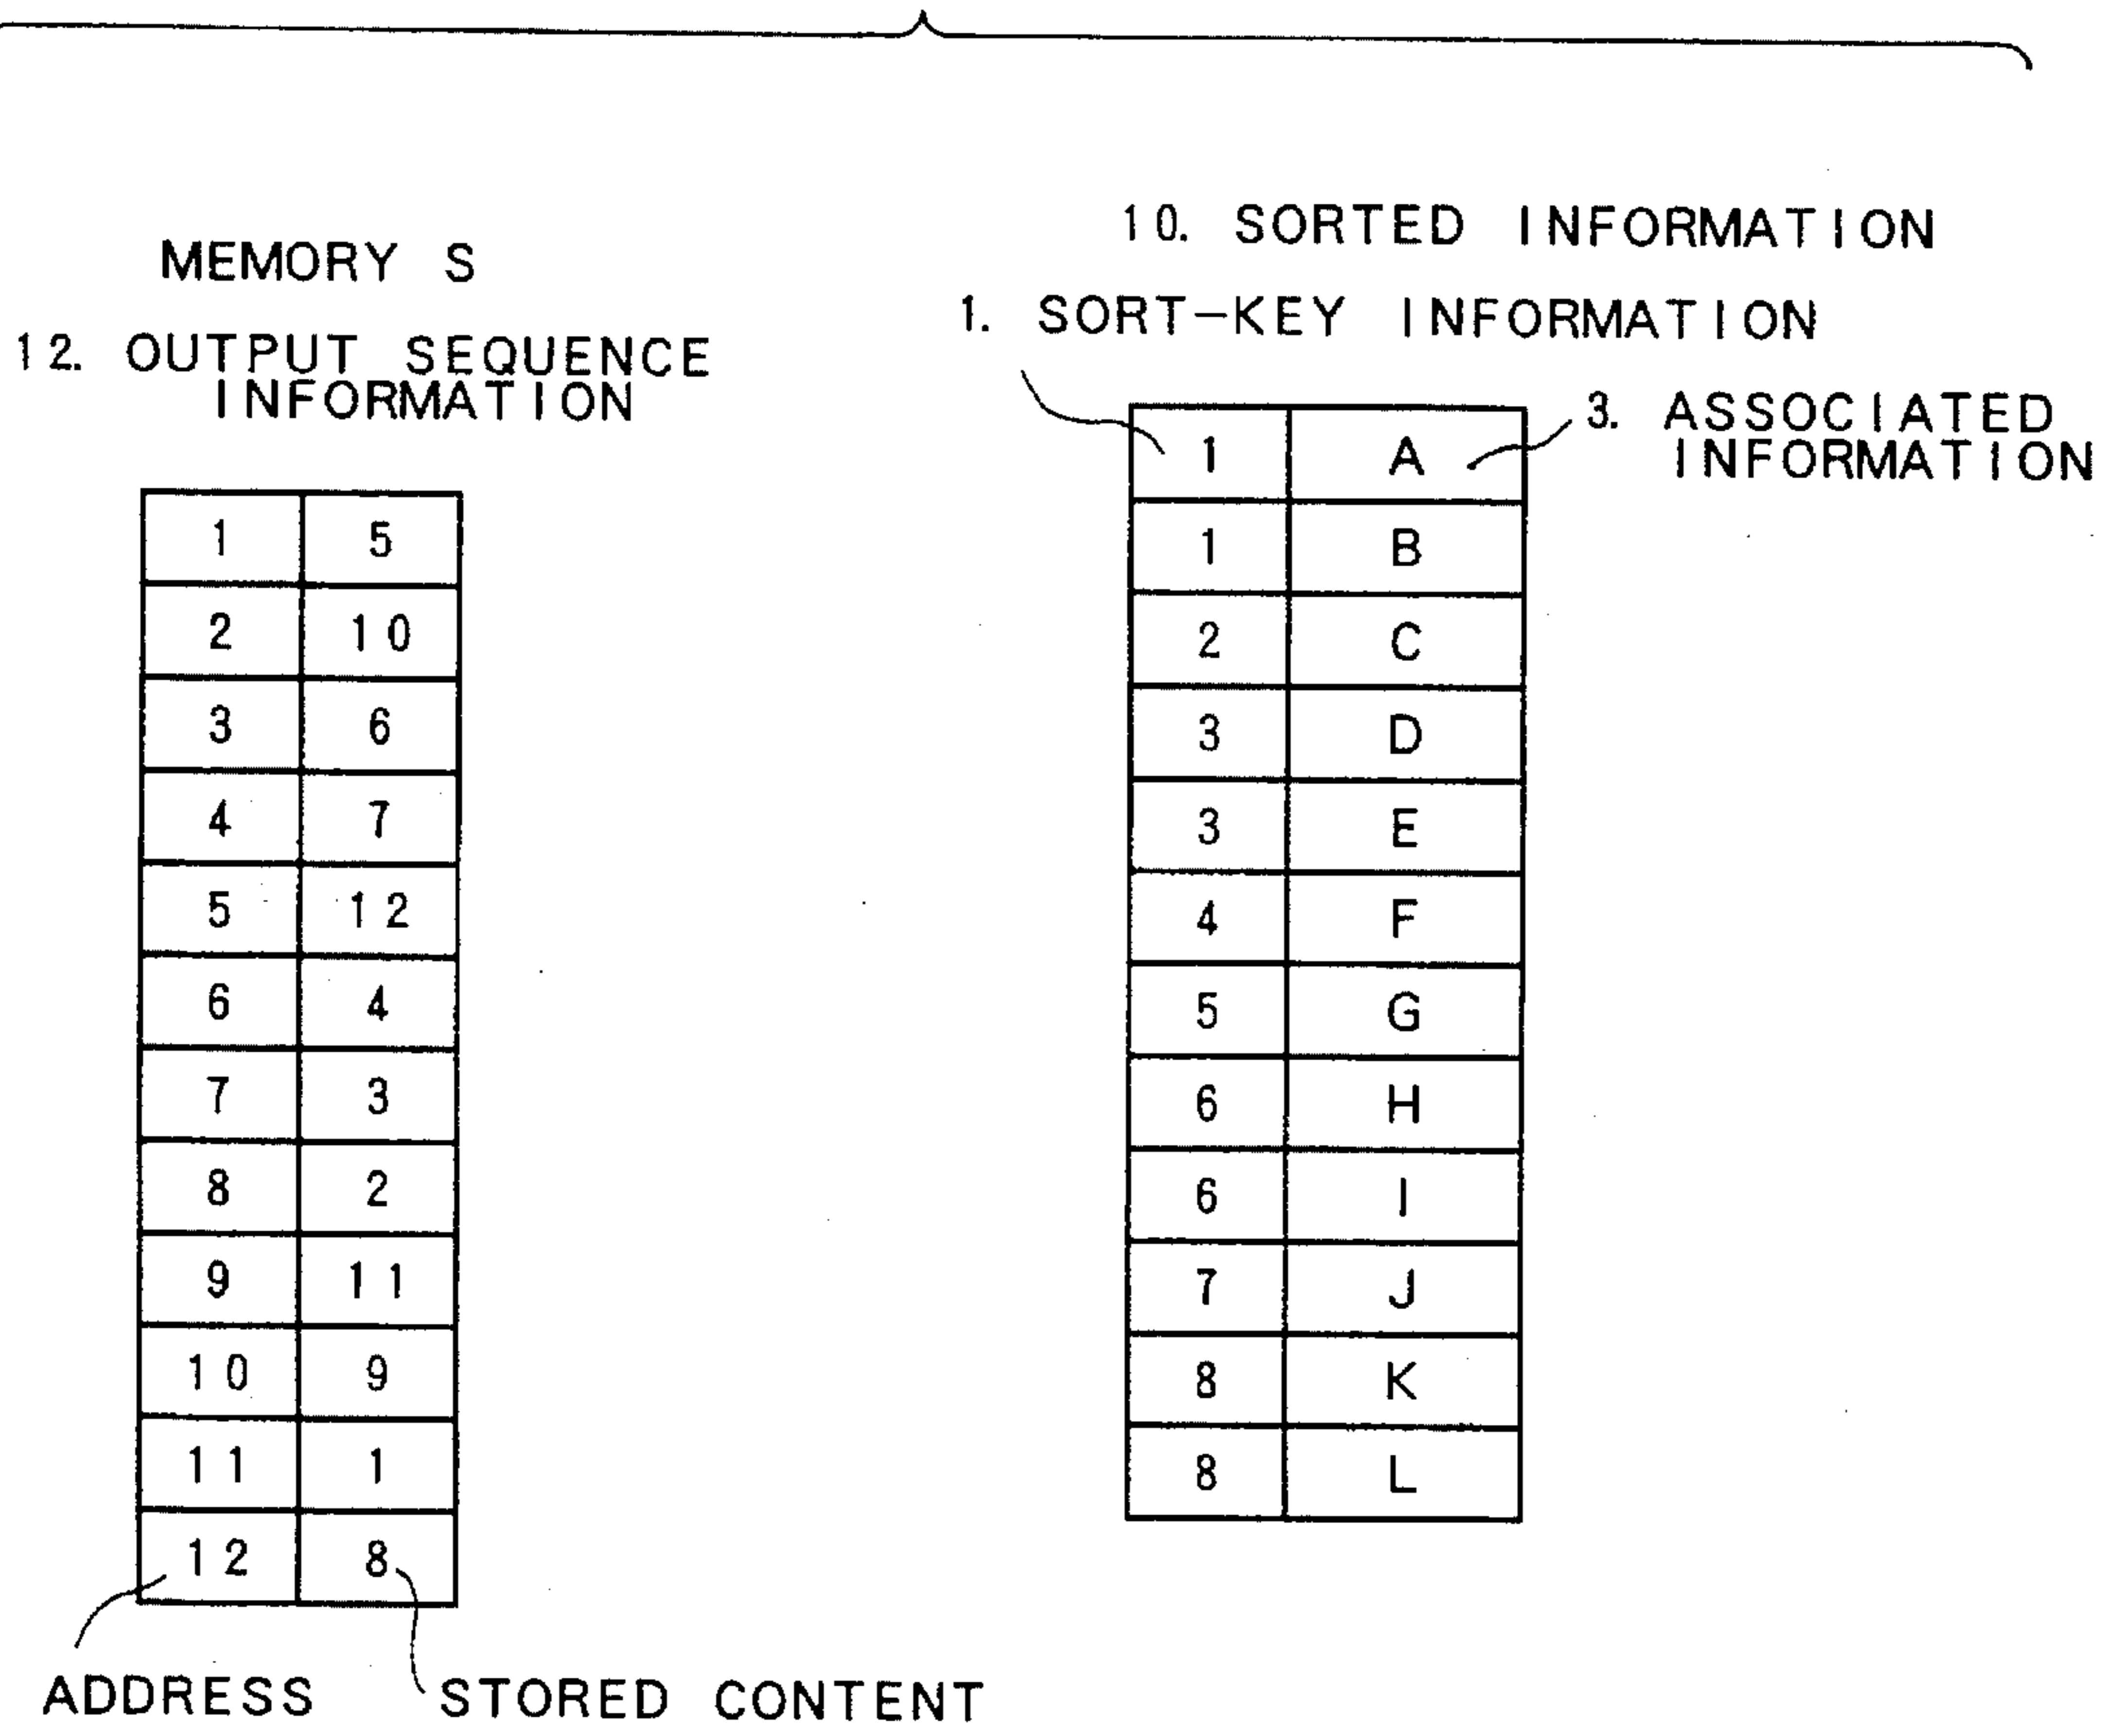 MEMORY S
12. OUTPUT SEQUENCE
INFORMATION
1 5
2 10
3 6
4 7
5 12
6 4
7 3
8 2
9 11
10 9
11 1
12 8
ADDRESS
STORED CONTENT
10. SORTED INFORMATION
1. SORT-KEY INFORMATION
3. ASSOCIATED
INFORMATION
1 A
1 B
2 C
3 D
3 E
4 F
5 G
6 H
6 I
7 J
8 K
8 L